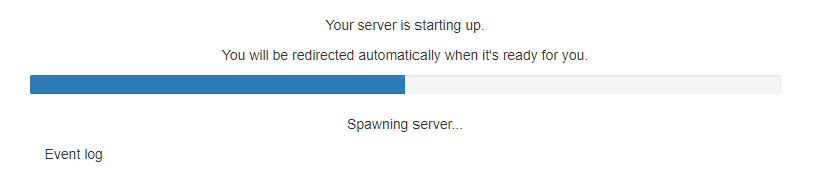 Your server is starting up.
You will be redirected automatically when it's ready for you.
Spawning server...
Event log